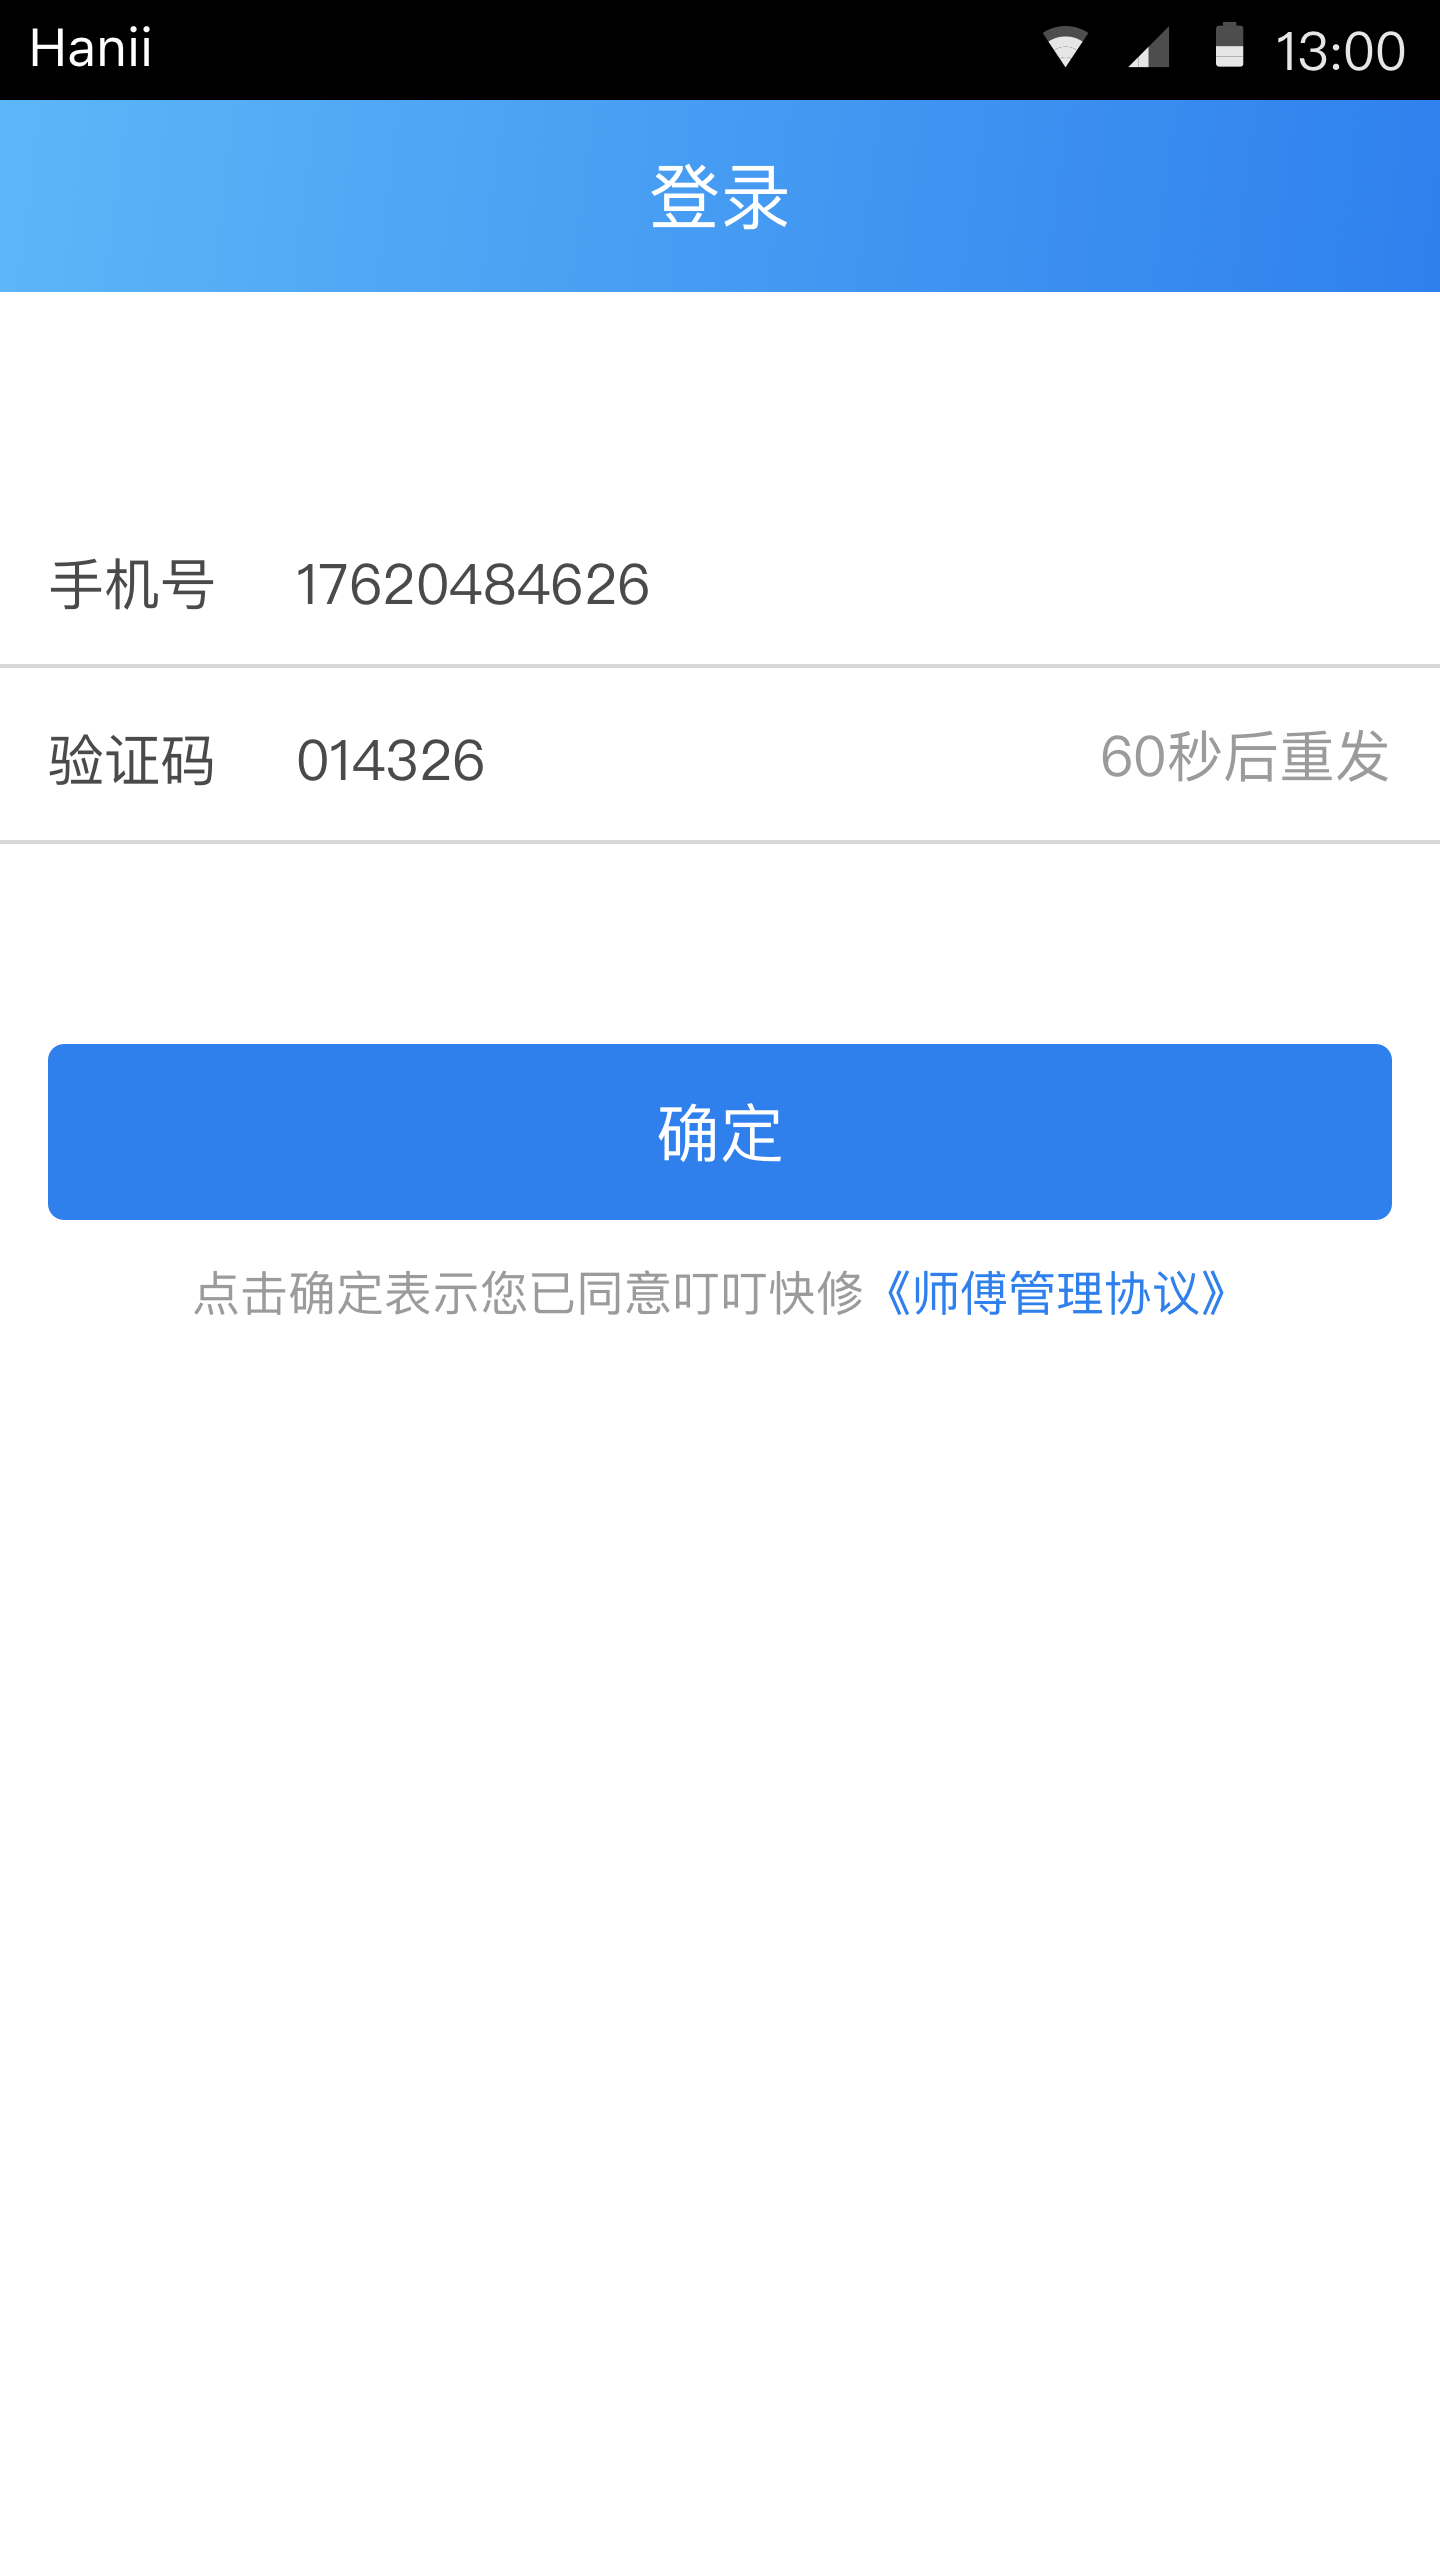 Hanii 13:00
登录
手机号 17620484626
验证码 014326 60秒后重发
确定
点击确定表示您已同意叮叮快修《师傅管理协议》